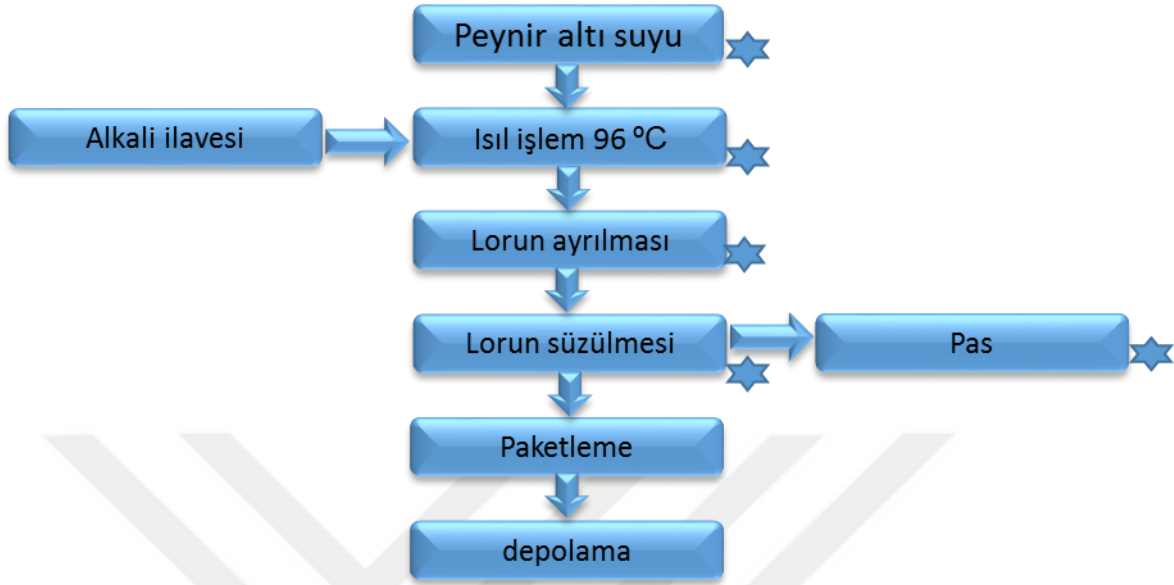 Peynir altı suyu
Alkali ilavesi
Isıl işlem 96 ºC
Lorun ayrılması
Lorun süzülmesi
Pas
Paketleme
depolama